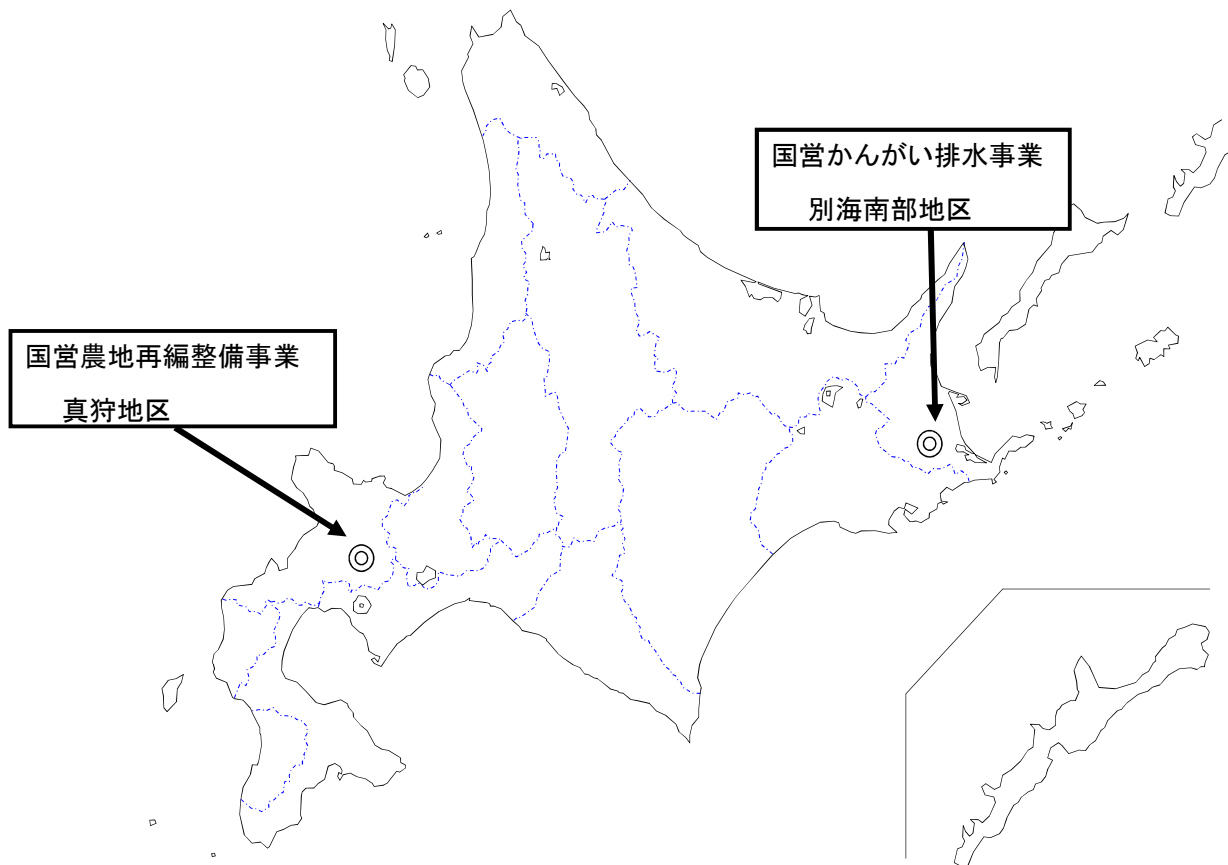 国営かんがい排水事業
別海南部地区
国営農地再編整備事業
真狩地区